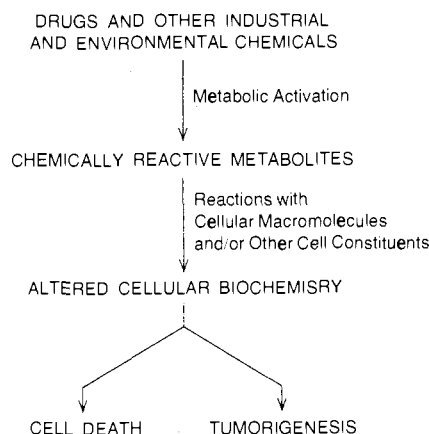 DRUGS AND OTHER INDUSTRIAL
AND ENVIRONMENTAL CHEMICALS
Metabolic Activation
CHEMICALLY REACTIVE METABOLITES
Reactions with
Cellular Macromolecules
and/or Other Cell Constituents
ALTERED CELLULAR BIOCHEMISRY
CELL DEATH
TUMORIGENESIS